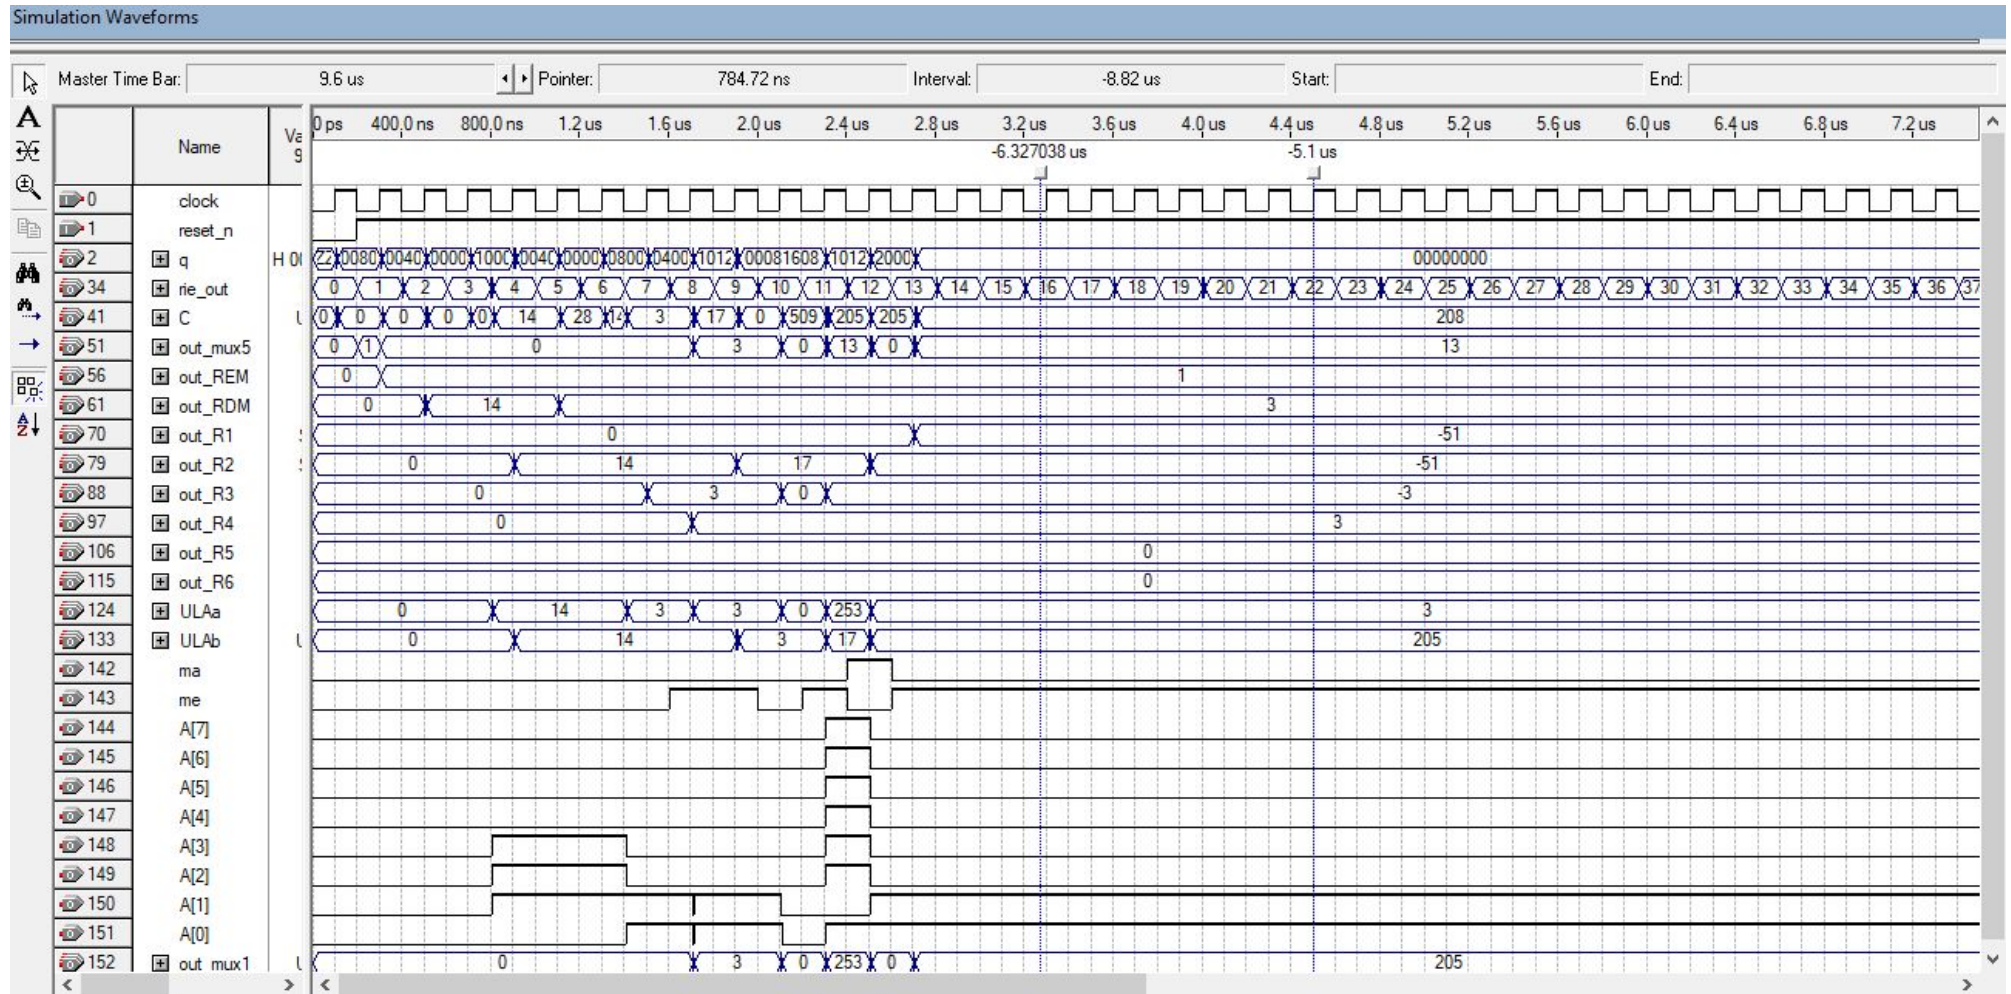 Simulation Waveforms
Master Time Bar: 9.6 us Pointer: 784.72 ns Interval: -8.82 us Start: End:
Name Va 9 0 ps 400.0 ns 800.0 ns 1.2 us 1.6 us 2.0 us 2.4 us 2.8 us 3.2 us 3.6 us 4.0 us 4.4 us 4.8 us 5.2 us 5.6 us 6.0 us 6.4 us 6.8 us 7.2 us
-6.327038 us -5.1 us
0 clock
1 reset_n
2 q H 0( ZZ 0080 0040 0000 1000 0040 0000 0800 0400 1012 00081608 1012 2000 00000000
34 rie_out 0 1 2 3 4 5 6 7 8 9 10 11 12 13 14 15 16 17 18 19 20 21 22 23 24 25 26 27 28 29 30 31 32 33 34 35 36 37
41 C 0 0 0 0 0 14 28 14 3 17 0 509 205 205 208
51 out_mux5 0 1 0 3 0 13 0 13
56 out_REM 0 1
61 out_RDM 0 14 3
70 out_R1 0 -51
79 out_R2 0 14 17 -51
88 out_R3 0 3 0 -3
97 out_R4 0 3
106 out_R5 0
115 out_R6 0
124 ULAa 0 14 3 3 0 253 3
133 ULAb 0 14 3 17 205
142 ma
143 me
144 A[7]
145 A[6]
146 A[5]
147 A[4]
148 A[3]
149 A[2]
150 A[1]
151 A[0]
152 out_mux1 0 3 0 253 0 205